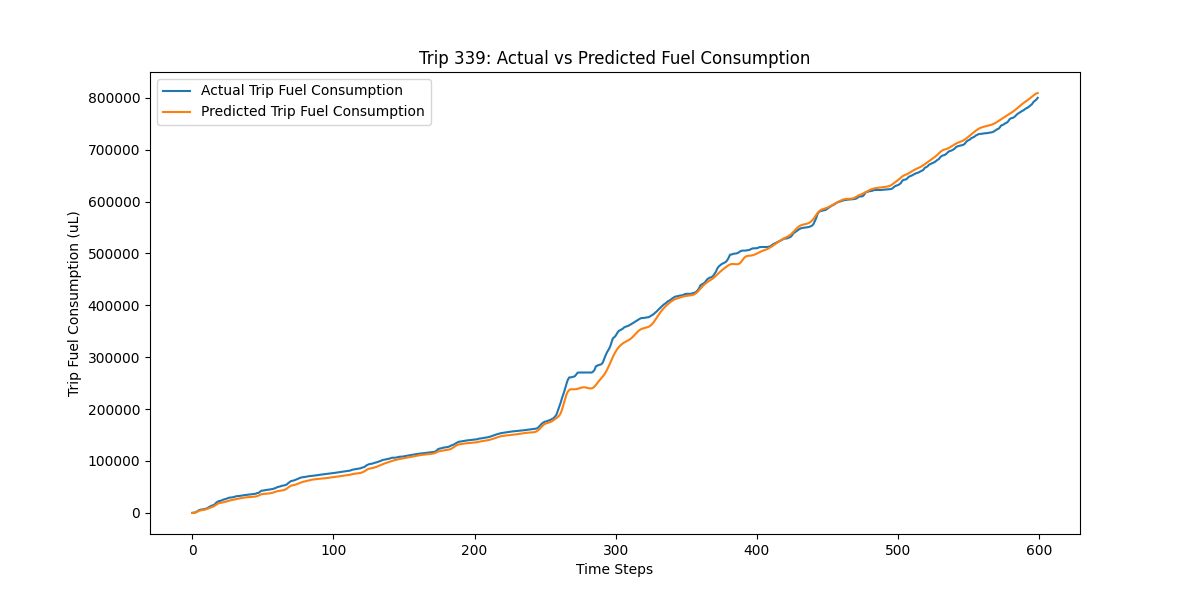 Trip 339: Actual vs Predicted Fuel Consumption
Actual Trip Fuel Consumption
Predicted Trip Fuel Consumption
Trip Fuel Consumption (uL)
800000
700000
600000
500000
400000
300000
200000
100000
0
0 100 200 300 400 500 600
Time Steps